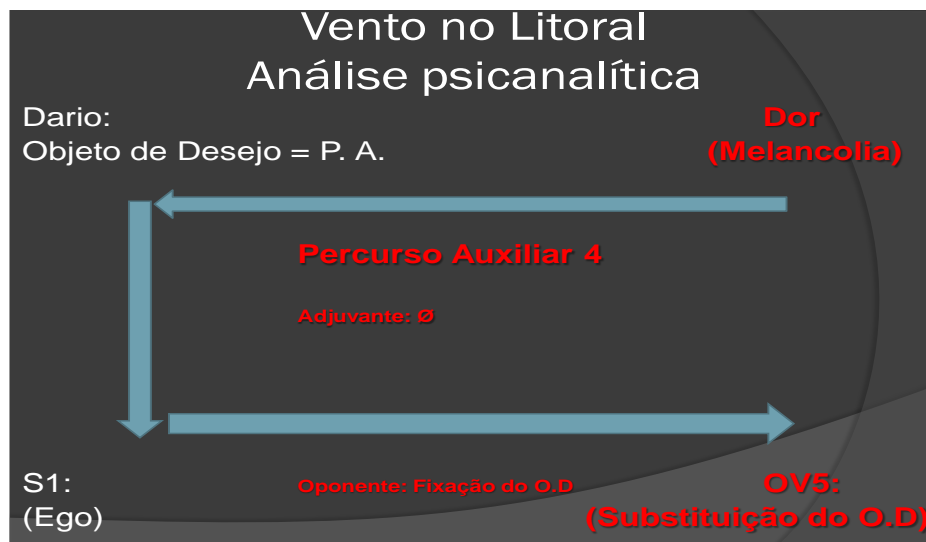 Vento no Litoral
Análise psicanalítica
Dario:
Objeto de Desejo = P. A.
Dor
(Melancolia)
Percurso Auxiliar 4
Adjuvante: Ø
S1:
(Ego)
Oponente: Fixação do O.D
OV5:
(Substituição do O.D)